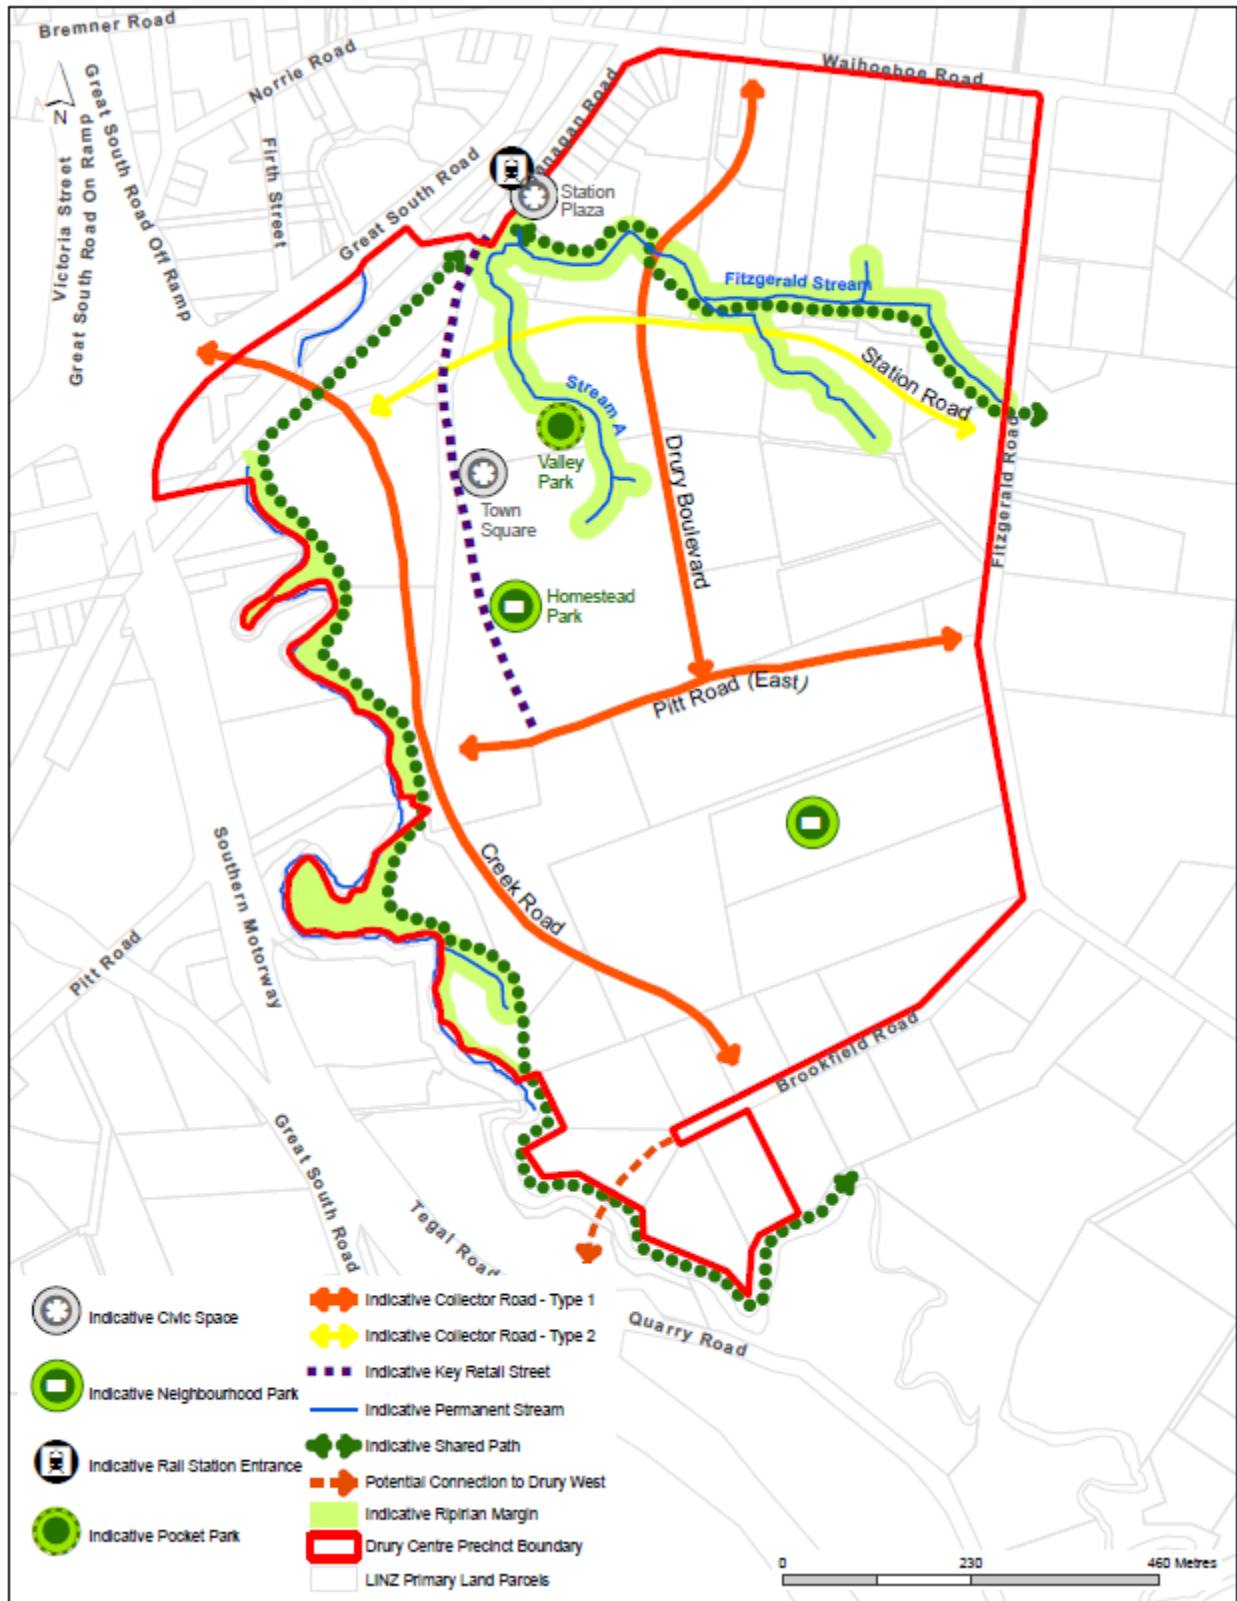 Bremner Road
Norrie Road
Waihoehoe Road
N
Great South Road Off Ramp
Victoria Street
Great South Road On Ramp
Firth Street
Great South Road
Station
Plaza
Fitzgerald Stream
Station Road
Stream A
Valley
Park
Drury Boulevard
Fitzgerald Road
Town
Square
Homestead
Park
Pitt Road (East)
Creek Road
Southern Motorway
Pitt Road
Brookfield Road
Great South Road
Tegal Road
Quarry Road
Indicative Civic Space
Indicative Neighbourhood Park
Indicative Rail Station Entrance
Indicative Pocket Park
Indicative Collector Road - Type 1
Indicative Collector Road - Type 2
Indicative Key Retail Street
Indicative Permanent Stream
Indicative Shared Path
Potential Connection to Drury West
Indicative Ripirian Margin
Drury Centre Precinct Boundary
LINZ Primary Land Parcels
0 230 460 Metres